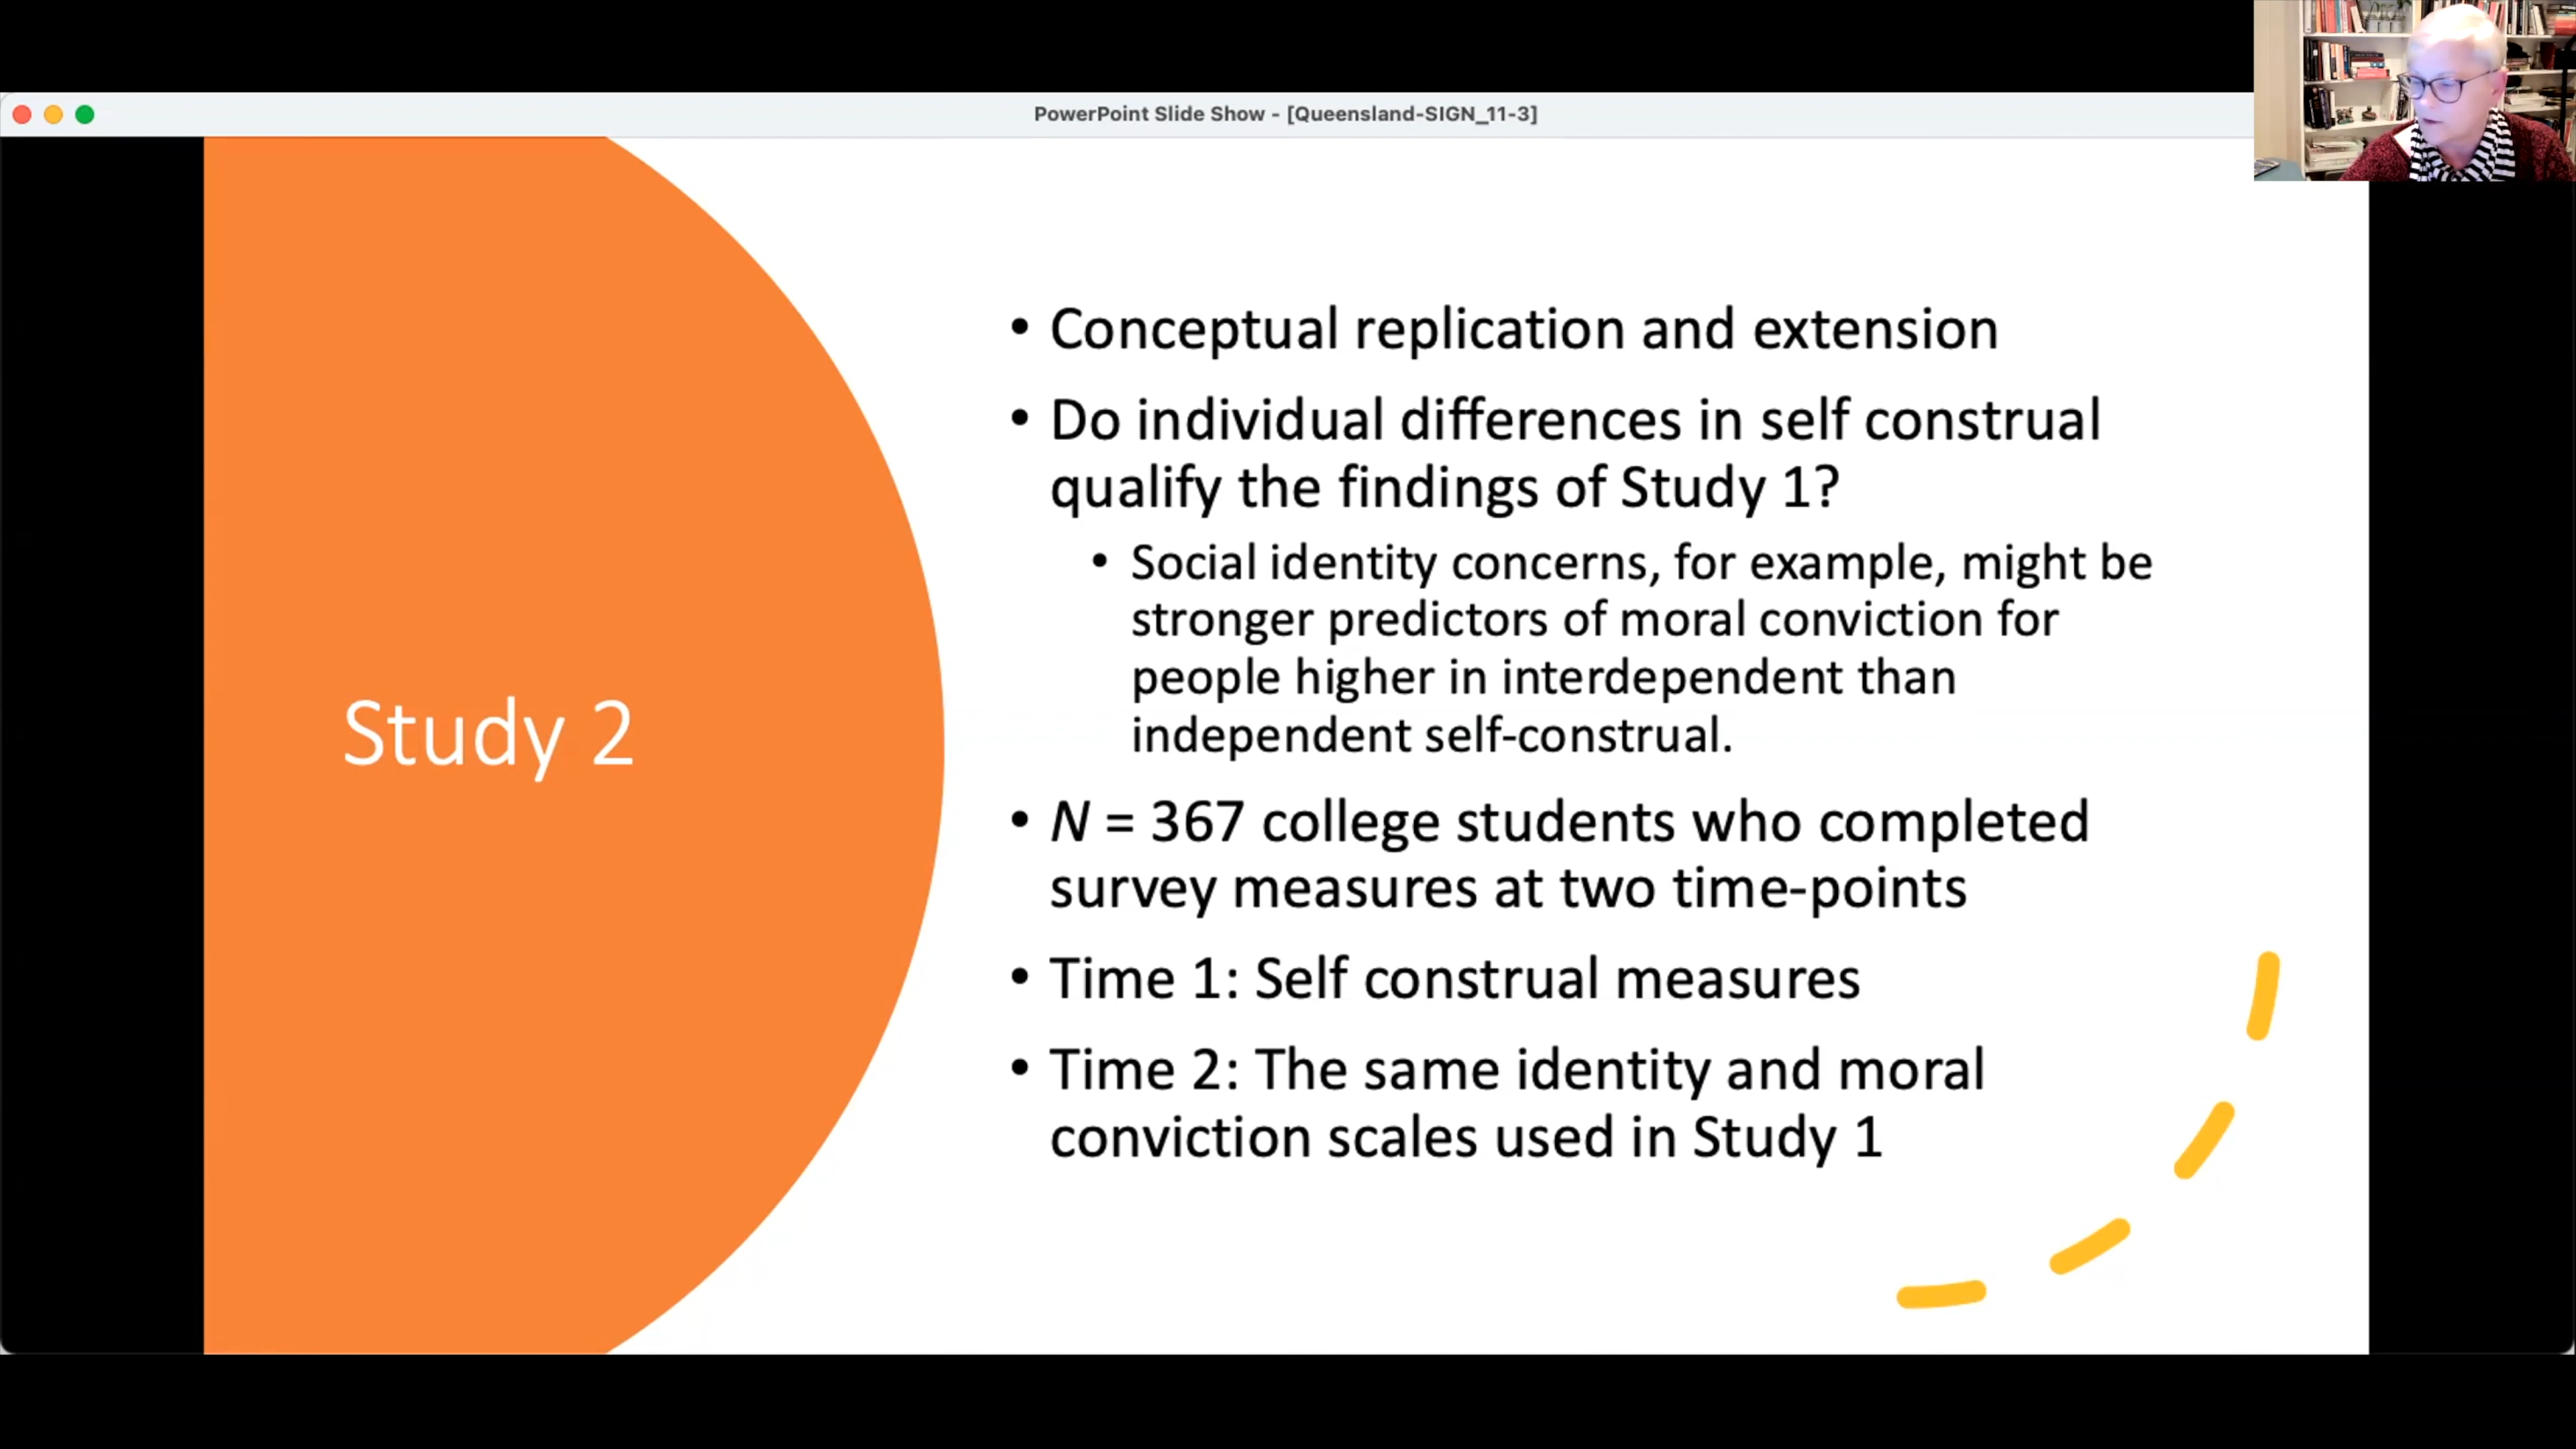 PowerPoint Slide Show - [Queensland-SIGN_11-3]
Study 2
• Conceptual replication and extension
• Do individual differences in self construal
qualify the findings of Study 1?
• Social identity concerns, for example, might be
stronger predictors of moral conviction for
people higher in interdependent than
independent self-construal.
• N = 367 college students who completed
survey measures at two time-points
• Time 1: Self construal measures
• Time 2: The same identity and moral
conviction scales used in Study 1